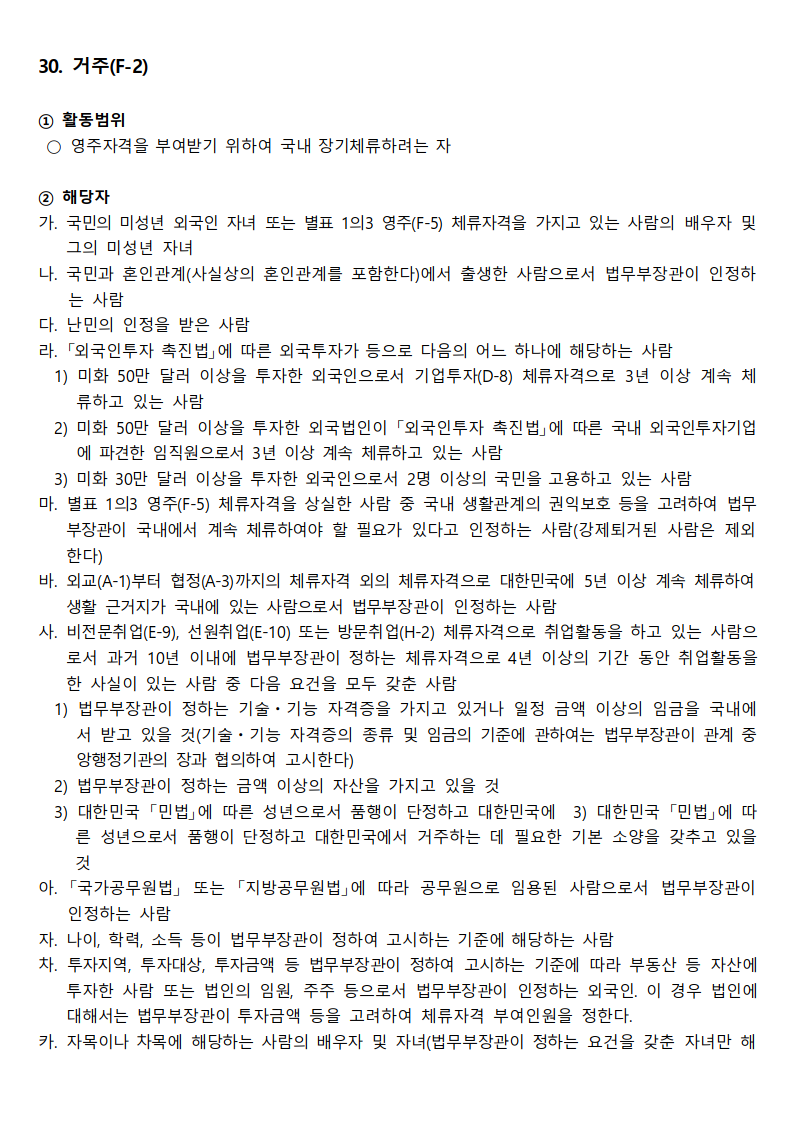 30. 거주(F-2)
① 활동범위
○ 영주자격을 부여받기 위하여 국내 장기체류하려는 자
② 해당자
가. 국민의 미성년 외국인 자녀 또는 별표 1의3 영주(F-5) 체류자격을 가지고 있는 사람의 배우자 및
그의 미성년 자녀
나. 국민과 혼인관계(사실상의 혼인관계를 포함한다)에서 출생한 사람으로서 법무부장관이 인정하
는 사람
다. 난민의 인정을 받은 사람
라. 「외국인투자 촉진법」에 따른 외국투자가 등으로 다음의 어느 하나에 해당하는 사람
1) 미화 50만 달러 이상을 투자한 외국인으로서 기업투자(D-8) 체류자격으로 3년 이상 계속 체
류하고 있는 사람
2) 미화 50만 달러 이상을 투자한 외국법인이 「외국인투자 촉진법」에 따른 국내 외국인투자기업
에 파견한 임직원으로서 3년 이상 계속 체류하고 있는 사람
3) 미화 30만 달러 이상을 투자한 외국인으로서 2명 이상의 국민을 고용하고 있는 사람
마. 별표 1의3 영주(F-5) 체류자격을 상실한 사람 중 국내 생활관계의 권익보호 등을 고려하여 법무
부장관이 국내에서 계속 체류하여야 할 필요가 있다고 인정하는 사람(강제퇴거된 사람은 제외
한다)
바. 외교(A-1)부터 협정(A-3)까지의 체류자격 외의 체류자격으로 대한민국에 5년 이상 계속 체류하여
생활 근거지가 국내에 있는 사람으로서 법무부장관이 인정하는 사람
사. 비전문취업(E-9), 선원취업(E-10) 또는 방문취업(H-2) 체류자격으로 취업활동을 하고 있는 사람으
로서 과거 10년 이내에 법무부장관이 정하는 체류자격으로 4년 이상의 기간 동안 취업활동을
한 사실이 있는 사람 중 다음 요건을 모두 갖춘 사람
1) 법무부장관이 정하는 기술・기능 자격증을 가지고 있거나 일정 금액 이상의 임금을 국내에
서 받고 있을 것(기술・기능 자격증의 종류 및 임금의 기준에 관하여는 법무부장관이 관계 중
앙행정기관의 장과 협의하여 고시한다)
2) 법무부장관이 정하는 금액 이상의 자산을 가지고 있을 것
3) 대한민국 「민법」에 따른 성년으로서 품행이 단정하고 대한민국에 3) 대한민국 「민법」에 따
른 성년으로서 품행이 단정하고 대한민국에서 거주하는 데 필요한 기본 소양을 갖추고 있을
것
아. 「국가공무원법」 또는 「지방공무원법」에 따라 공무원으로 임용된 사람으로서 법무부장관이
인정하는 사람
자. 나이, 학력, 소득 등이 법무부장관이 정하여 고시하는 기준에 해당하는 사람
차. 투자지역, 투자대상, 투자금액 등 법무부장관이 정하여 고시하는 기준에 따라 부동산 등 자산에
투자한 사람 또는 법인의 임원, 주주 등으로서 법무부장관이 인정하는 외국인. 이 경우 법인에
대해서는 법무부장관이 투자금액 등을 고려하여 체류자격 부여인원을 정한다.
카. 자목이나 차목에 해당하는 사람의 배우자 및 자녀(법무부장관이 정하는 요건을 갖춘 자녀만 해